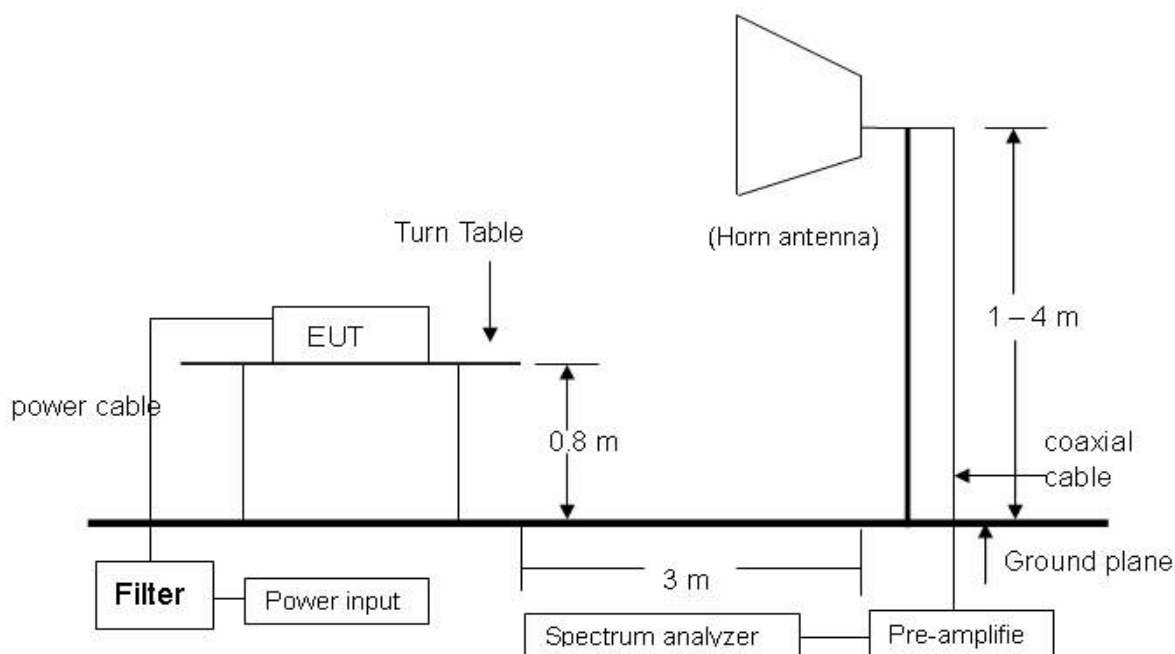 Turn Table
(Horn antenna)
EUT
1 – 4 m
power cable
0.8 m
coaxial
cable
Ground plane
3 m
Filter
Power input
Spectrum analyzer
Pre-amplifie